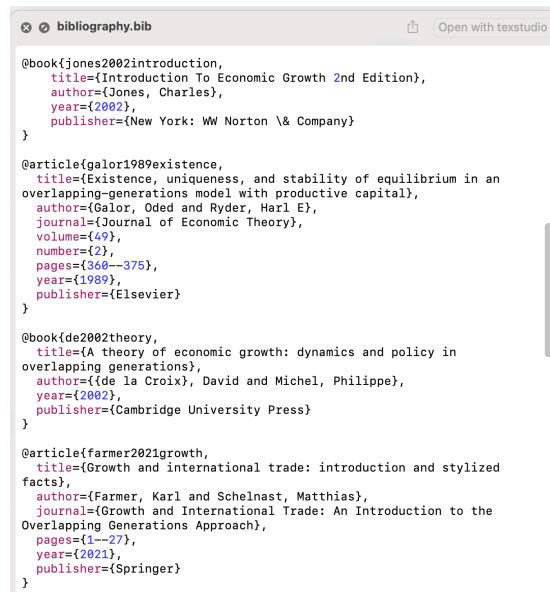 bibliography.bib
Open with texstudio
@book{jones2002introduction,
    title={Introduction To Economic Growth 2nd Edition},
    author={Jones, Charles},
    year={2002},
    publisher={New York: WW Norton \& Company}
}
@article{galor1989existence,
  title={Existence, uniqueness, and stability of equilibrium in an
overlapping-generations model with productive capital},
  author={Galor, Oded and Ryder, Harl E},
  journal={Journal of Economic Theory},
  volume={49},
  number={2},
  pages={360--375},
  year={1989},
  publisher={Elsevier}
}
@book{de2002theory,
  title={A theory of economic growth: dynamics and policy in
overlapping generations},
  author={{de la Croix}, David and Michel, Philippe},
  year={2002},
  publisher={Cambridge University Press}
}
@article{farmer2021growth,
  title={Growth and international trade: introduction and stylized
facts},
  author={Farmer, Karl and Schelnast, Matthias},
  journal={Growth and International Trade: An Introduction to the
Overlapping Generations Approach},
  pages={1--27},
  year={2021},
  publisher={Springer}
}